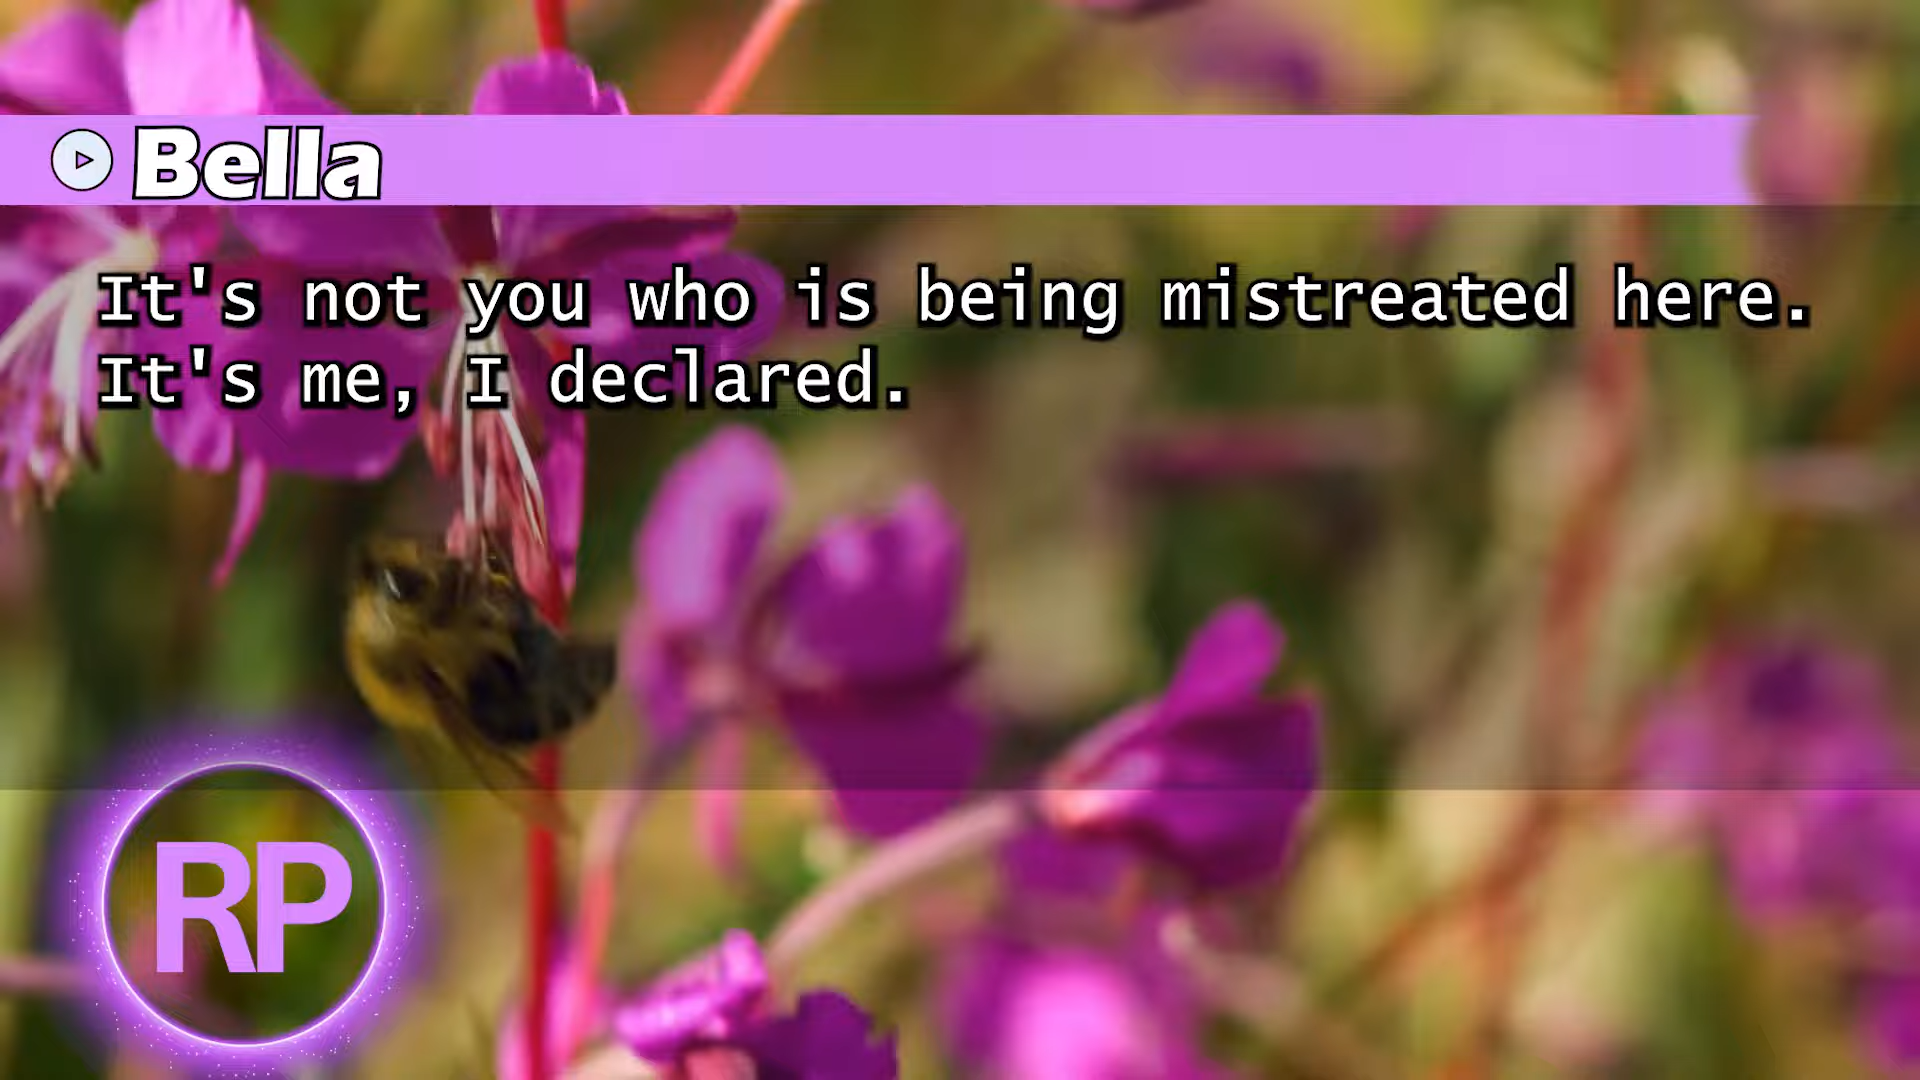 Bella
It's not you who is being mistreated here.
It's me, I declared.
RP